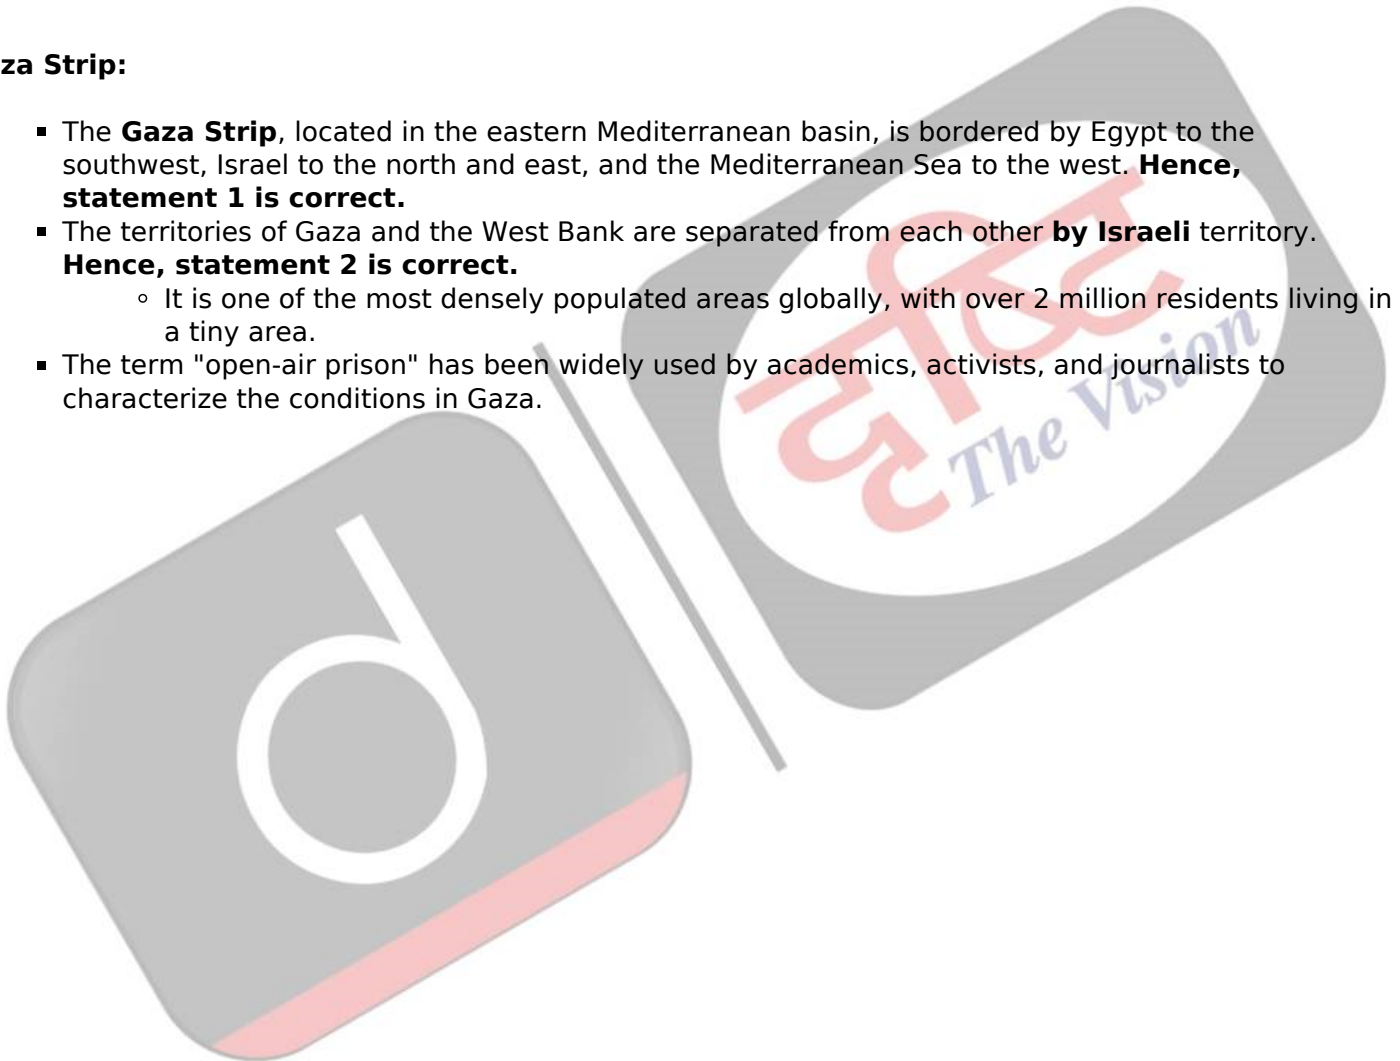 za Strip:
▪ The Gaza Strip, located in the eastern Mediterranean basin, is bordered by Egypt to the
southwest, Israel to the north and east, and the Mediterranean Sea to the west. Hence,
statement 1 is correct.
▪ The territories of Gaza and the West Bank are separated from each other by Israeli territory.
Hence, statement 2 is correct.
◦ It is one of the most densely populated areas globally, with over 2 million residents living in
a tiny area.
▪ The term "open-air prison" has been widely used by academics, activists, and journalists to
characterize the conditions in Gaza.
दृष्टि
The Vision
d